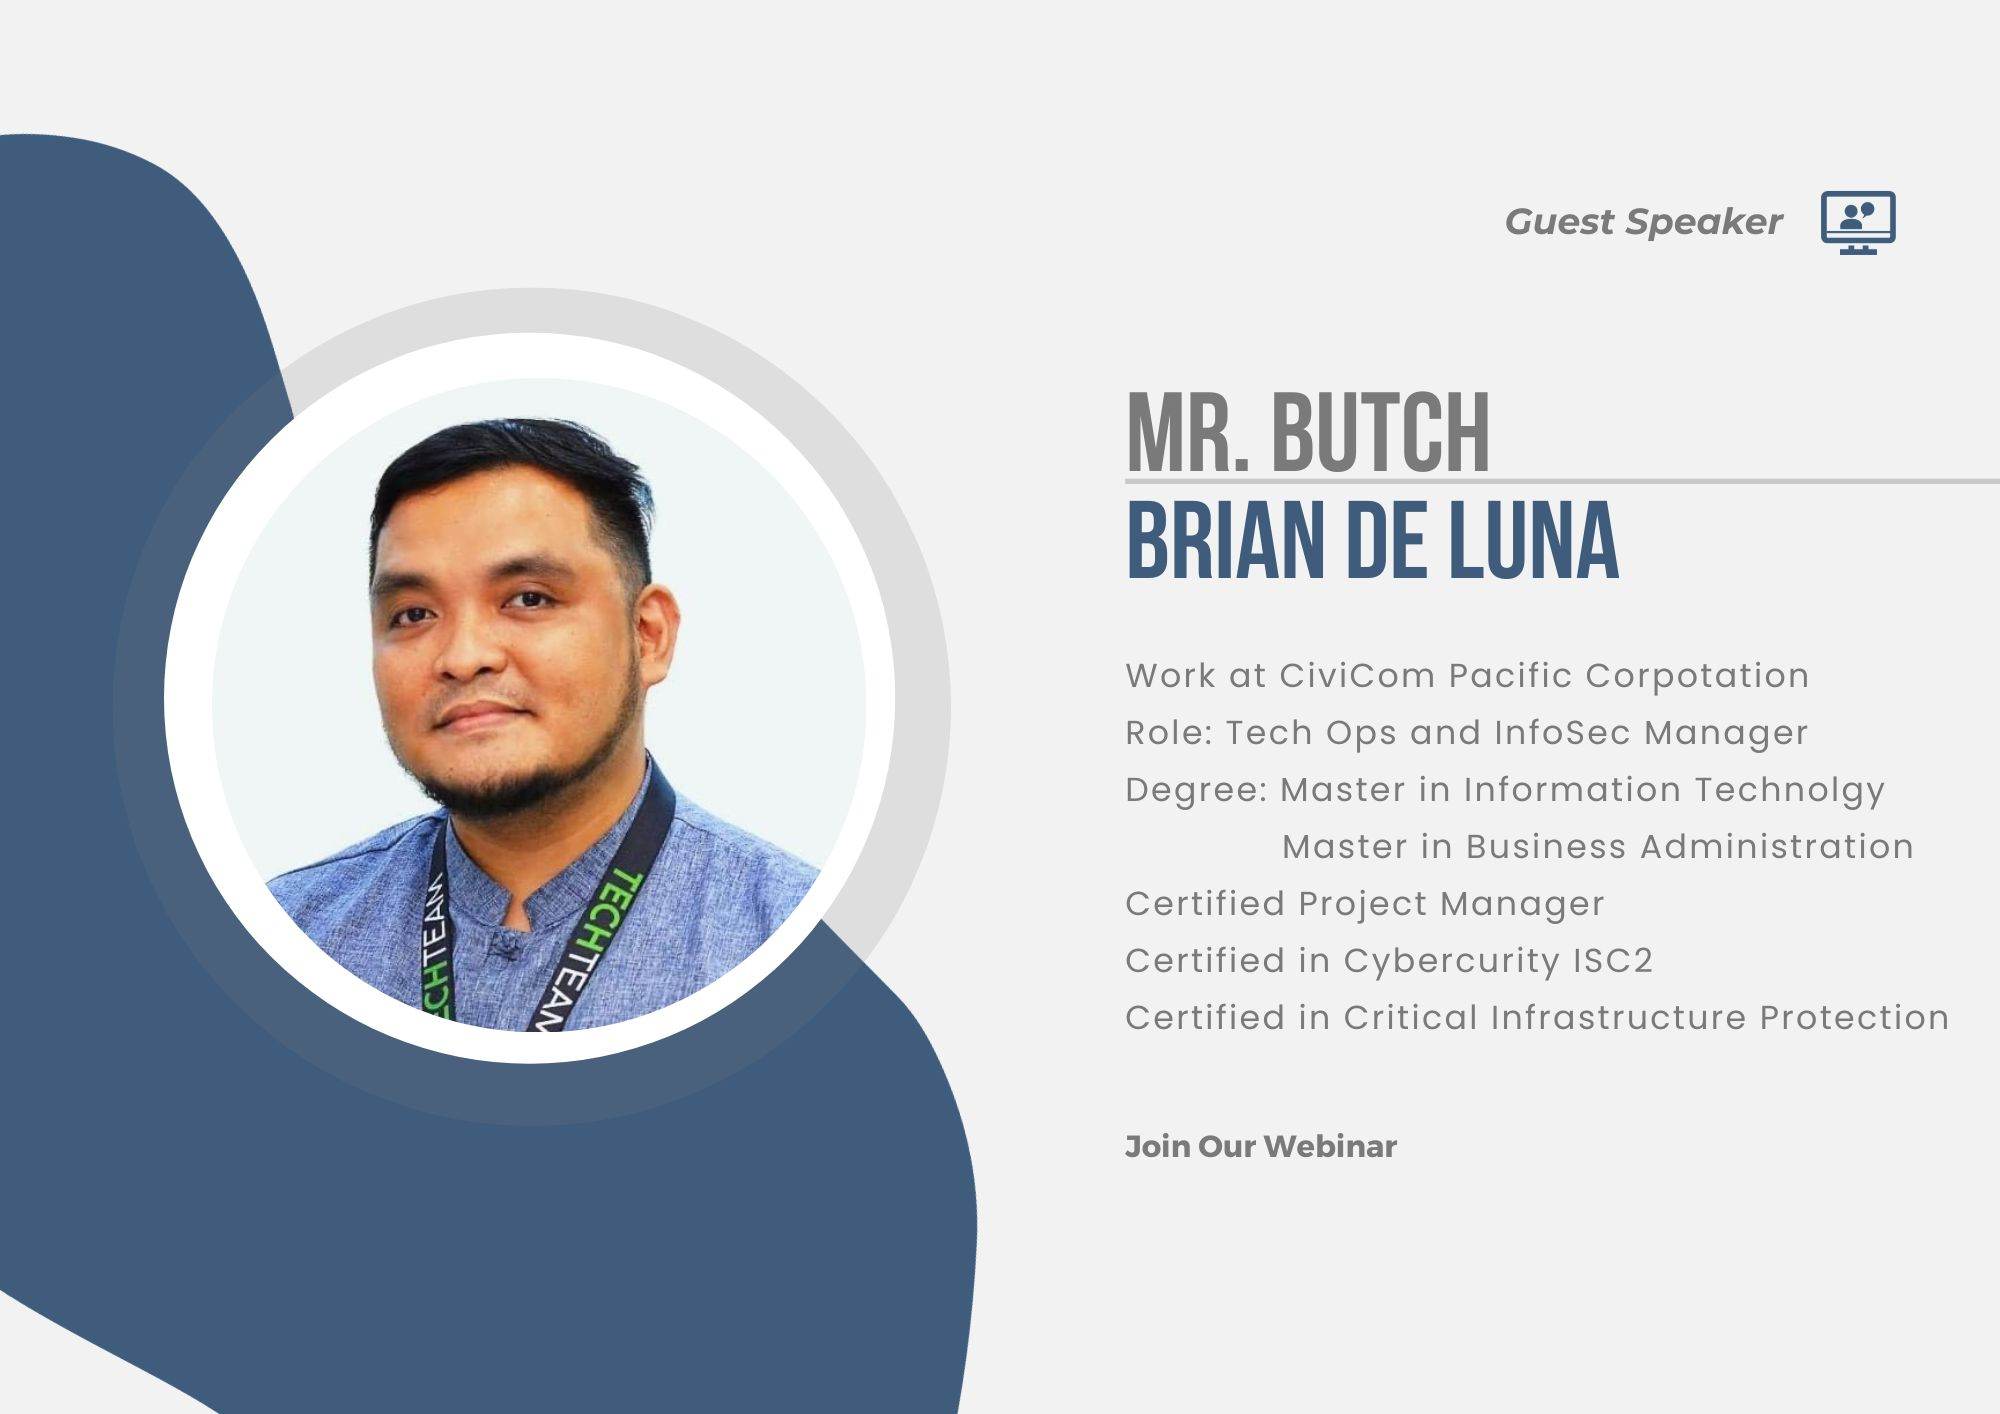 Guest Speaker
MR. BUTCH
BRIAN DE LUNA
Work at CiviCom Pacific Corpotation
Role: Tech Ops and InfoSec Manager
Degree: Master in Information Technolgy
Master in Business Administration
Certified Project Manager
Certified in Cybercurity ISC2
Certified in Critical Infrastructure Protection
Join Our Webinar
ECHTEAM
TECHTEAM